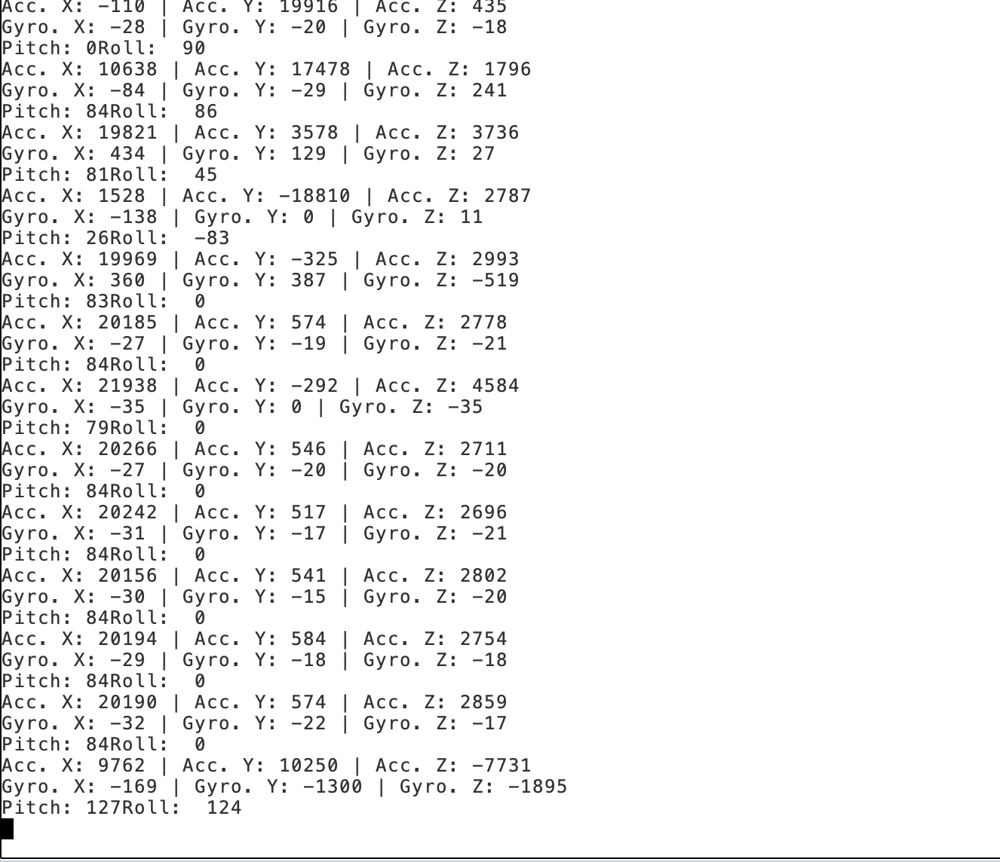 Acc. X: -110 | Acc. Y: 19916 | Acc. Z: 435
Gyro. X: -28 | Gyro. Y: -20 | Gyro. Z: -18
Pitch: 0Roll:  90
Acc. X: 10638 | Acc. Y: 17478 | Acc. Z: 1796
Gyro. X: -84 | Gyro. Y: -29 | Gyro. Z: 241
Pitch: 84Roll:  86
Acc. X: 19821 | Acc. Y: 3578 | Acc. Z: 3736
Gyro. X: 434 | Gyro. Y: 129 | Gyro. Z: 27
Pitch: 81Roll:  45
Acc. X: 1528 | Acc. Y: -18810 | Acc. Z: 2787
Gyro. X: -138 | Gyro. Y: 0 | Gyro. Z: 11
Pitch: 26Roll:  -83
Acc. X: 19969 | Acc. Y: -325 | Acc. Z: 2993
Gyro. X: 360 | Gyro. Y: 387 | Gyro. Z: -519
Pitch: 83Roll:  0
Acc. X: 20185 | Acc. Y: 574 | Acc. Z: 2778
Gyro. X: -27 | Gyro. Y: -19 | Gyro. Z: -21
Pitch: 84Roll:  0
Acc. X: 21938 | Acc. Y: -292 | Acc. Z: 4584
Gyro. X: -35 | Gyro. Y: 0 | Gyro. Z: -35
Pitch: 79Roll:  0
Acc. X: 20266 | Acc. Y: 546 | Acc. Z: 2711
Gyro. X: -27 | Gyro. Y: -20 | Gyro. Z: -20
Pitch: 84Roll:  0
Acc. X: 20242 | Acc. Y: 517 | Acc. Z: 2696
Gyro. X: -31 | Gyro. Y: -17 | Gyro. Z: -21
Pitch: 84Roll:  0
Acc. X: 20156 | Acc. Y: 541 | Acc. Z: 2802
Gyro. X: -30 | Gyro. Y: -15 | Gyro. Z: -20
Pitch: 84Roll:  0
Acc. X: 20194 | Acc. Y: 584 | Acc. Z: 2754
Gyro. X: -29 | Gyro. Y: -18 | Gyro. Z: -18
Pitch: 84Roll:  0
Acc. X: 20190 | Acc. Y: 574 | Acc. Z: 2859
Gyro. X: -32 | Gyro. Y: -22 | Gyro. Z: -17
Pitch: 84Roll:  0
Acc. X: 9762 | Acc. Y: 10250 | Acc. Z: -7731
Gyro. X: -169 | Gyro. Y: -1300 | Gyro. Z: -1895
Pitch: 127Roll:  124